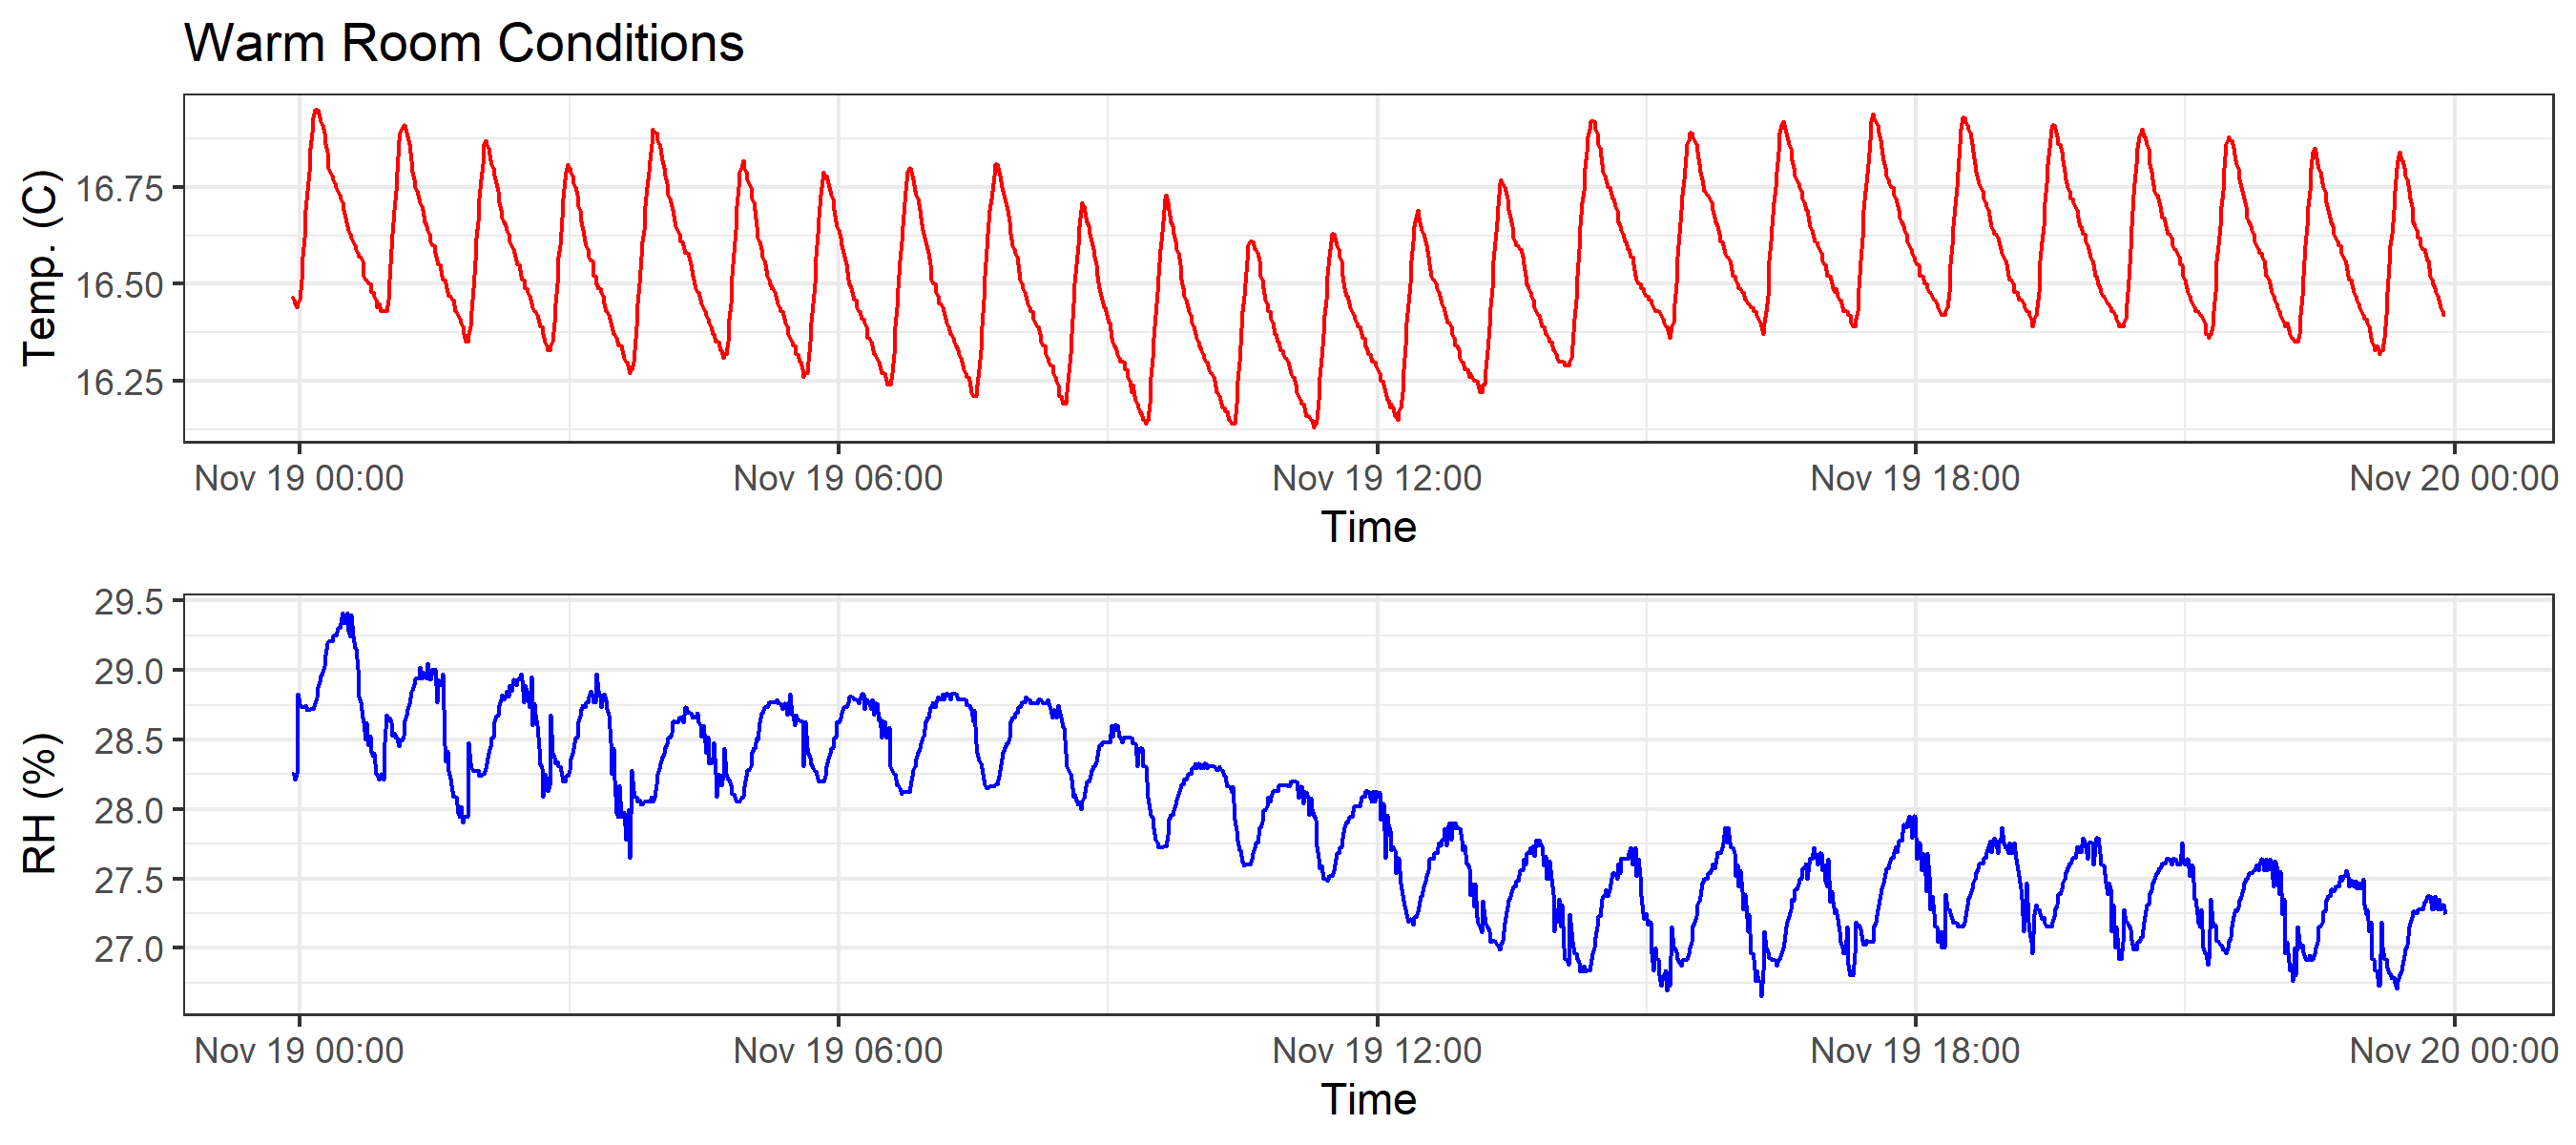 Warm Room Conditions
Temp. (C)
16.75
16.50
16.25
Nov 19 00:00 Nov 19 06:00 Nov 19 12:00 Nov 19 18:00 Nov 20 00:00
Time
RH (%)
29.5
29.0
28.5
28.0
27.5
27.0
Nov 19 00:00 Nov 19 06:00 Nov 19 12:00 Nov 19 18:00 Nov 20 00:00
Time